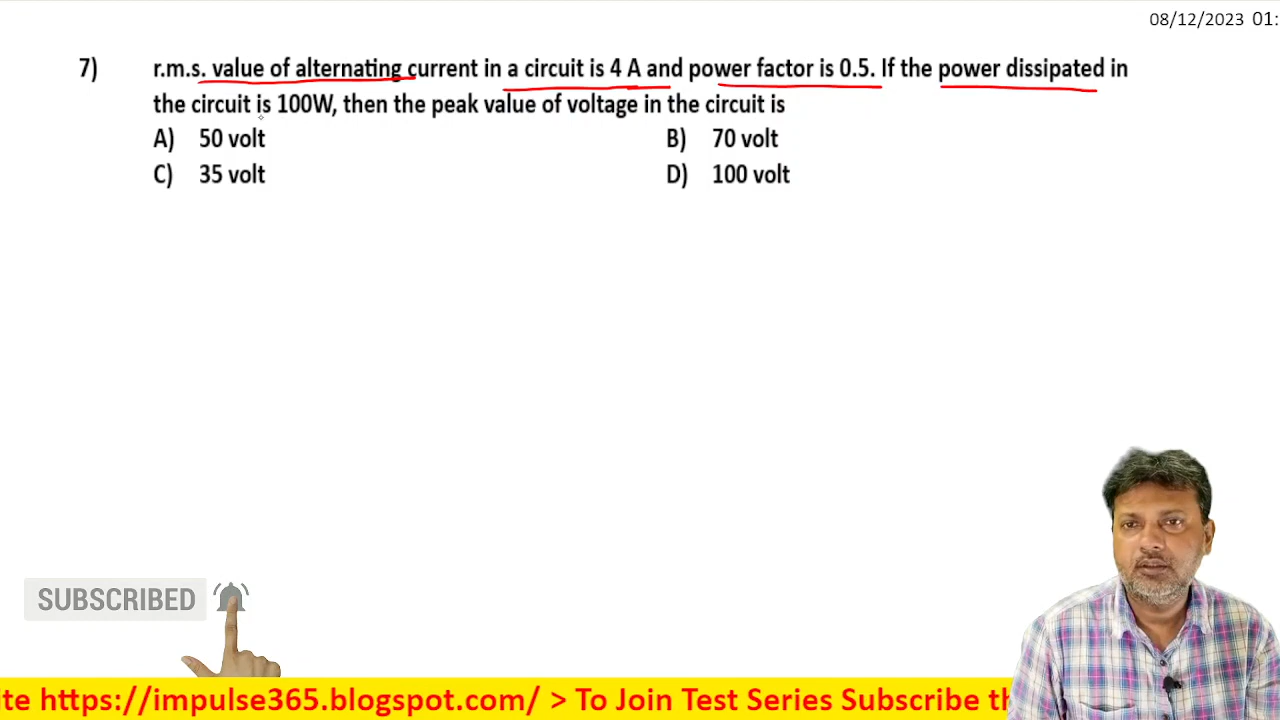 08/12/2023 01:
7) r.m.s. value of alternating current in a circuit is 4 A and power factor is 0.5. If the power dissipated in
the circuit is 100W, then the peak value of voltage in the circuit is
A) 50 volt B) 70 volt
C) 35 volt D) 100 volt
SUBSCRIBED
ite https://impulse365.blogspot.com/ > To Join Test Series Subscribe th